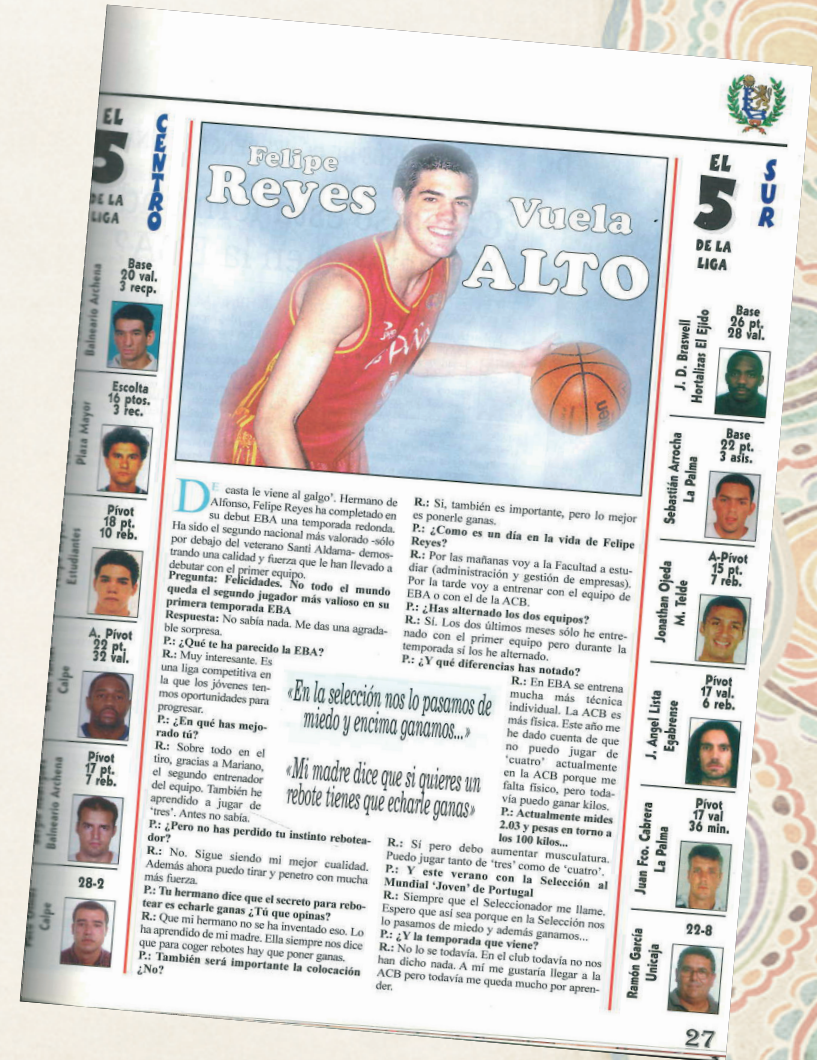 EL
5
DE LA
LIGA
CENTRO
Base
20 val.
3 recp.
Balneario Archena
Escolta
16 ptos.
3 rec.
Plaza Mayor
Pívot
18 pt.
10 reb.
Estudiantes
A. Pívot
22 pt.
32 val.
Calpe
Pívot
17 pt.
7 reb.
Balneario Archena
28-2
Calpe
Felipe
Reyes
Vuela
ALTO
DE casta le viene al galgo’. Hermano de
Alfonso, Felipe Reyes ha completado en
su debut EBA una temporada redonda.
Ha sido el segundo nacional más valorado -sólo
por debajo del veterano Santi Aldama- demos-
trando una calidad y fuerza que le han llevado a
debutar con el primer equipo.
Pregunta: Felicidades. No todo el mundo
queda el segundo jugador más valioso en su
primera temporada EBA
Respuesta: No sabía nada. Me das una agrada-
ble sorpresa.
P.: ¿Qué te ha parecido la EBA?
R.: Muy interesante. Es
una liga competitiva en
la que los jóvenes ten-
mos oportunidades para
progresar.
P.: ¿En qué has mejo-
rado tú?
R.: Sobre todo en el
tiro, gracias a Mariano,
el segundo entrenador
del equipo. También he
aprendido a jugar de
‘tres’. Antes no sabía.
P.: ¿Pero no has perdido tu instinto rebotea-
dor?
R.: No. Sigue siendo mi mejor cualidad.
Además ahora puedo tirar y penetro con mucha
más fuerza.
P.: Tu hermano dice que el secreto para rebo-
tear es echarle ganas ¿Tú que opinas?
R.: Que mi hermano no se ha inventado eso. Lo
ha aprendido de mi madre. Ella siempre nos dice
que para coger rebotes hay que poner ganas.
P.: También será importante la colocación
¿No?
«En la selección nos lo pasamos de
miedo y encima ganamos...»
«Mi madre dice que si quieres un
rebote tienes que echarle ganas»
R.: Si, también es importante, pero lo mejor
es ponerle ganas.
P.: ¿Como es un día en la vida de Felipe
Reyes?
R.: Por las mañanas voy a la Facultad a estu-
diar (administración y gestión de empresas).
Por la tarde voy a entrenar con el equipo de
EBA o con el de la ACB.
P.: ¿Has alternado los dos equipos?
R.: Sí. Los dos últimos meses sólo he entre-
nado con el primer equipo pero durante la
temporada sí los he alternado.
P.: ¿Y qué diferencias has notado?
R.: En EBA se entrena
mucha más técnica
individual. La ACB es
más física. Este año me
he dado cuenta de que
no puedo jugar de
‘cuatro’ actualmente
en la ACB porque me
falta físico, pero toda-
vía puedo ganar kilos.
P.: Actualmente mides
2.03 y pesas en torno a
los 100 kilos...
R.: Sí pero debo aumentar musculatura.
Puedo jugar tanto de ‘tres’ como de ‘cuatro’.
P.: Y este verano con la Selección al
Mundial ‘Joven’ de Portugal
R.: Siempre que el Seleccionador me llame.
Espero que así sea porque en la Selección nos
lo pasamos de miedo y además ganamos...
P.: ¿Y la temporada que viene?
R.: No lo se todavía. En el club todavía no nos
han dicho nada. A mí me gustaría llegar a la
ACB pero todavía me queda mucho por apren-
der.
EL
5
DE LA
LIGA
SUR
Base
26 pt.
28 val.
J. D. Braswell
Hortalizas El Ejido
Base
22 pt.
3 asis.
Sebastián Arrocha
La Palma
A-Pívot
15 pt.
7 reb.
Jonathan Ojeda
M. Telde
Pívot
17 val.
6 reb.
J. Angel Lista
Egabrense
Pívot
17 val
36 min.
Juan Fco. Cabrera
La Palma
22-8
Ramón García
Unicaja
27